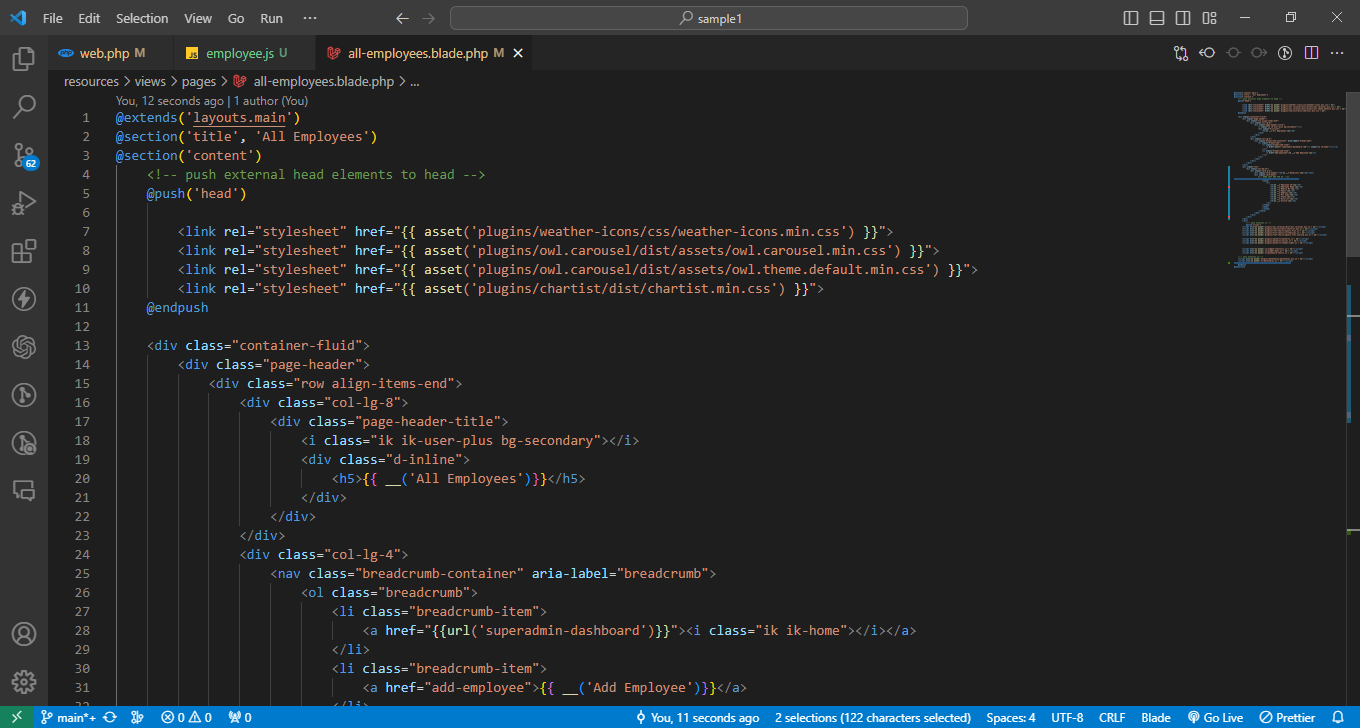 File Edit Selection View Go Run ··· ← → sample1
web.php M employee.js U all-employees.blade.php M
resources > views > pages > all-employees.blade.php > ...
You, 12 seconds ago | 1 author (You)
1 @extends('layouts.main')
2 @section('title', 'All Employees')
3 @section('content')
4 <!-- push external head elements to head -->
5 @push('head')
6
7 <link rel="stylesheet" href="{{ asset('plugins/weather-icons/css/weather-icons.min.css') }}">
8 <link rel="stylesheet" href="{{ asset('plugins/owl.carousel/dist/assets/owl.carousel.min.css') }}">
9 <link rel="stylesheet" href="{{ asset('plugins/owl.carousel/dist/assets/owl.theme.default.min.css') }}">
10 <link rel="stylesheet" href="{{ asset('plugins/chartist/dist/chartist.min.css') }}">
11 @endpush
12
13 <div class="container-fluid">
14 <div class="page-header">
15 <div class="row align-items-end">
16 <div class="col-lg-8">
17 <div class="page-header-title">
18 <i class="ik ik-user-plus bg-secondary"></i>
19 <div class="d-inline">
20 <h5>{{ __('All Employees')}}</h5>
21 </div>
22 </div>
23 </div>
24 <div class="col-lg-4">
25 <nav class="breadcrumb-container" aria-label="breadcrumb">
26 <ol class="breadcrumb">
27 <li class="breadcrumb-item">
28 <a href="{{url('superadmin-dashboard')}}"><i class="ik ik-home"></i></a>
29 </li>
30 <li class="breadcrumb-item">
31 <a href="add-employee">{{ __('Add Employee')}}</a>
62
main*+ 0 0 0 You, 11 seconds ago 2 selections (122 characters selected) Spaces: 4 UTF-8 CRLF Blade Go Live Prettier